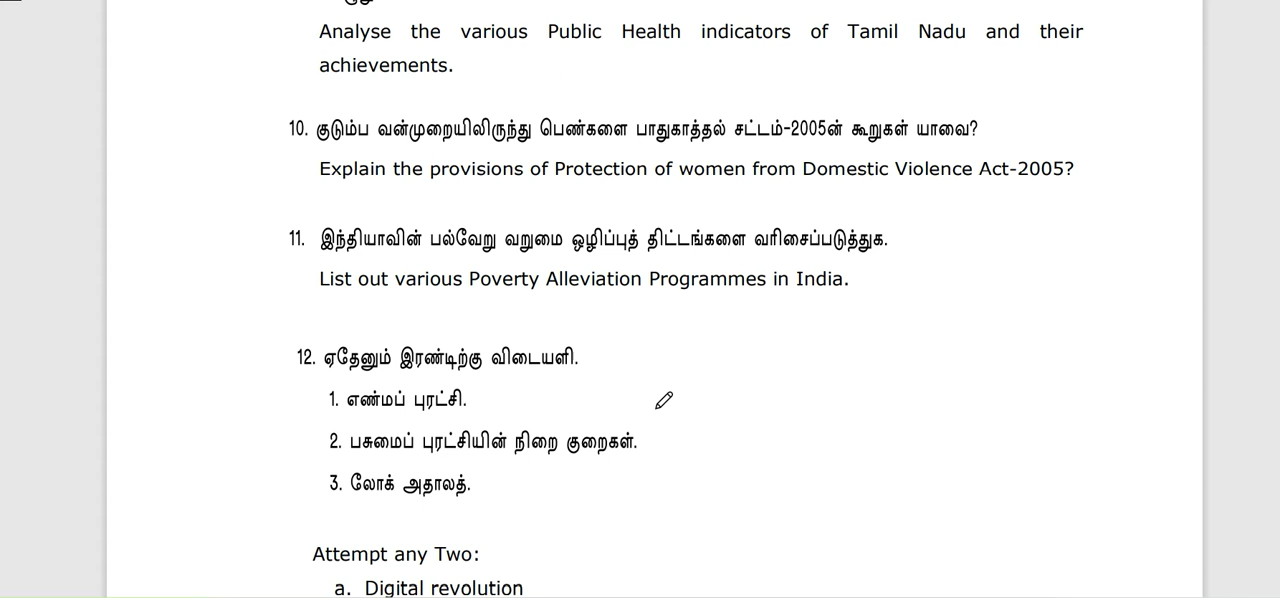 Analyse the various Public Health indicators of Tamil Nadu and their
achievements.
10. குடும்ப வன்முறையிலிருந்து பெண்களை பாதுகாத்தல் சட்டம்-2005ன் கூறுகள் யாவை?
Explain the provisions of Protection of women from Domestic Violence Act-2005?
11. இந்தியாவின் பல்வேறு வறுமை ஒழிப்புத் திட்டங்களை வரிசைப்படுத்துக.
List out various Poverty Alleviation Programmes in India.
12. ஏதேனும் இரண்டிற்கு விடையளி.
1. எண்மப் புரட்சி.
2. பசுமைப் புரட்சியின் நிறை குறைகள்.
3. லோக் அதாலத்.
Attempt any Two:
a. Digital revolution